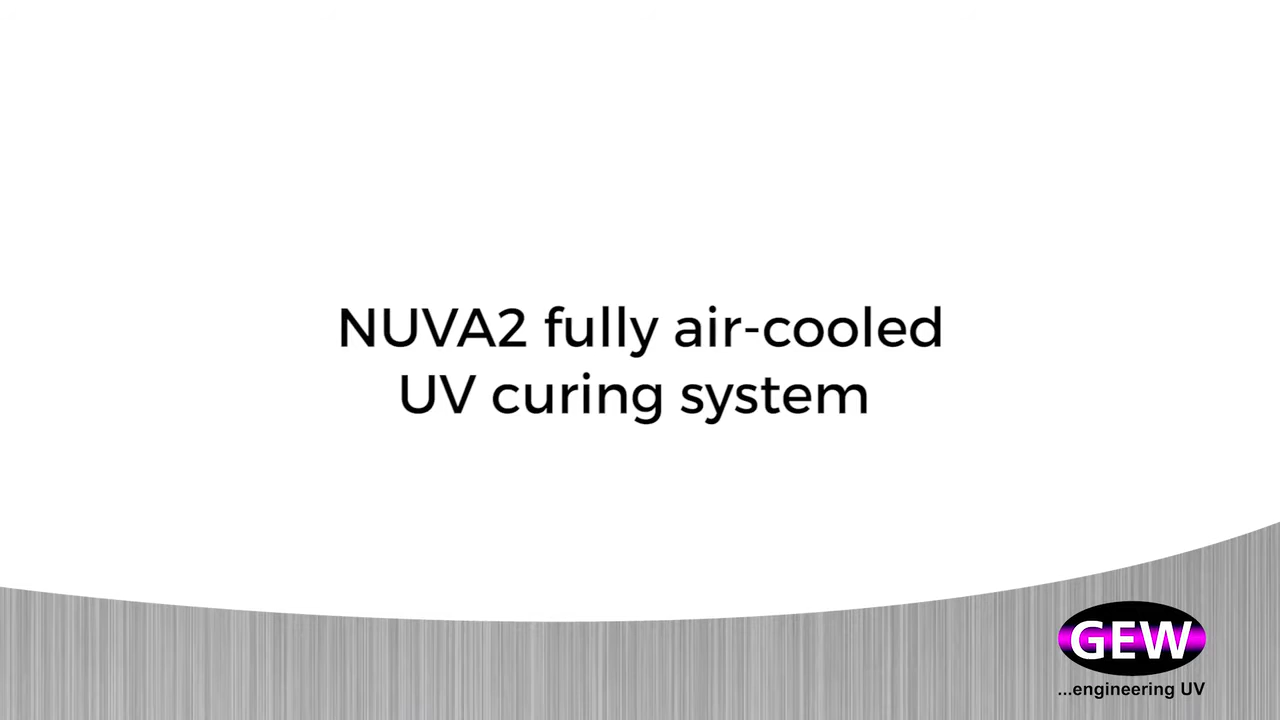 NUVA2 fully air-cooled
UV curing system
GEW
...engineering UV